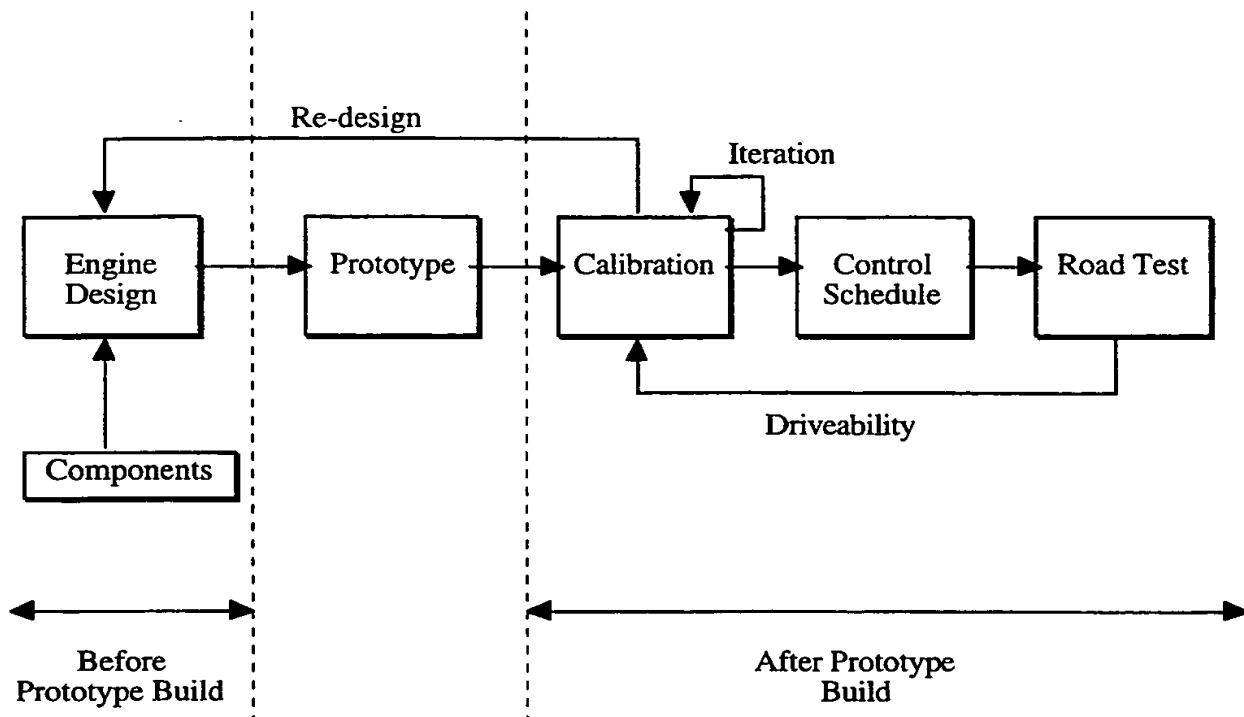 Re-design
Iteration
Engine
Design
Prototype
Calibration
Control
Schedule
Road Test
Driveability
Components
Before
Prototype Build
After Prototype
Build